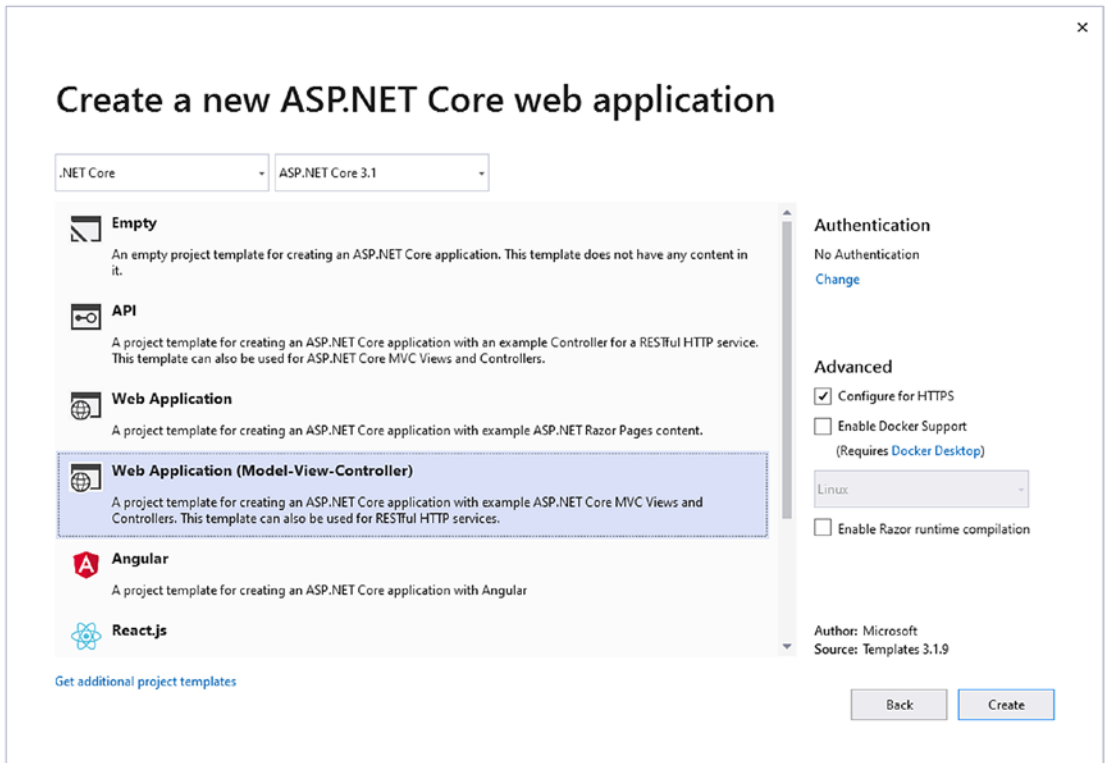 Create a new ASP.NET Core web application
.NET Core
ASP.NET Core 3.1
Empty
An empty project template for creating an ASP.NET Core application. This template does not have any content in
it.
API
A project template for creating an ASP.NET Core application with an example Controller for a RESTful HTTP service.
This template can also be used for ASP.NET Core MVC Views and Controllers.
Web Application
A project template for creating an ASP.NET Core application with example ASP.NET Razor Pages content.
Web Application (Model-View-Controller)
A project template for creating an ASP.NET Core application with example ASP.NET Core MVC Views and
Controllers. This template can also be used for RESTful HTTP services.
Angular
A project template for creating an ASP.NET Core application with Angular
React.js
Get additional project templates
Authentication
No Authentication
Change
Advanced
Configure for HTTPS
Enable Docker Support
(Requires Docker Desktop)
Linux
Enable Razor runtime compilation
Author: Microsoft
Source: Templates 3.1.9
Back
Create